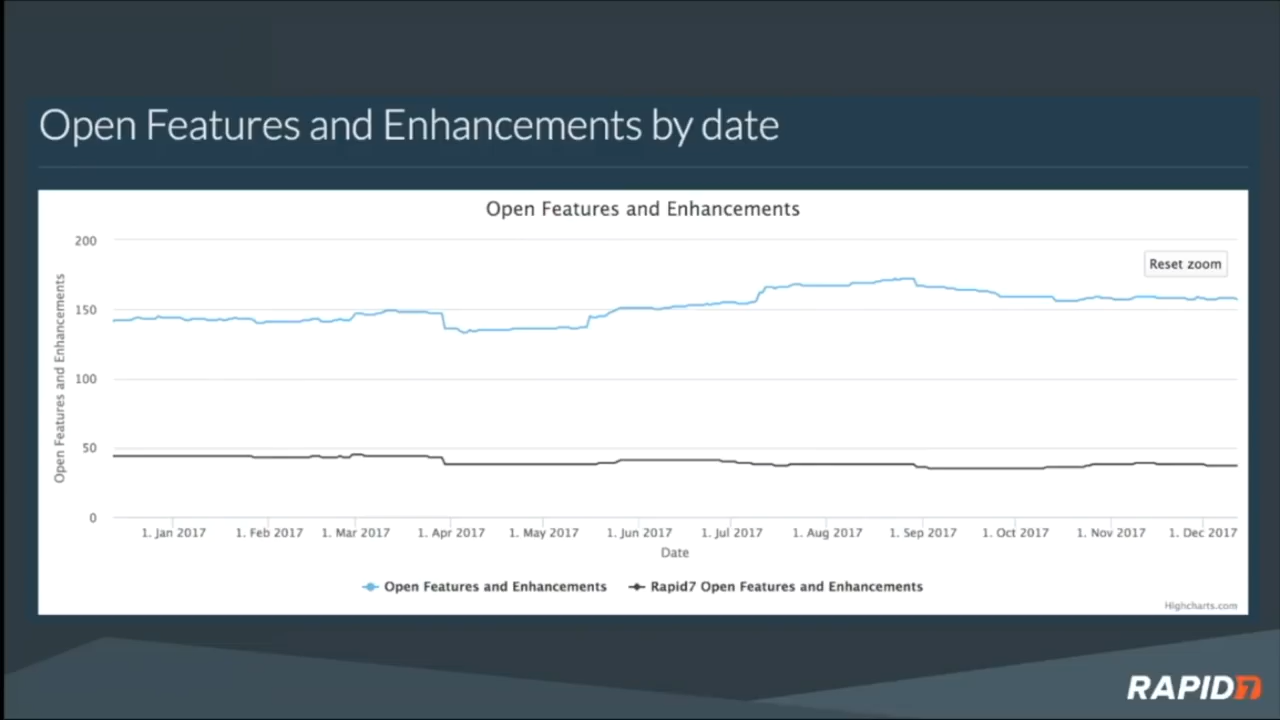 Open Features and Enhancements by date
Open Features and Enhancements
Reset zoom
Open Features and Enhancements
200
150
100
50
0
1. Jan 2017 1. Feb 2017 1. Mar 2017 1. Apr 2017 1. May 2017 1. Jun 2017 1. Jul 2017 1. Aug 2017 1. Sep 2017 1. Oct 2017 1. Nov 2017 1. Dec 2017
Date
Open Features and Enhancements Rapid7 Open Features and Enhancements
Highcharts.com
RAPID7